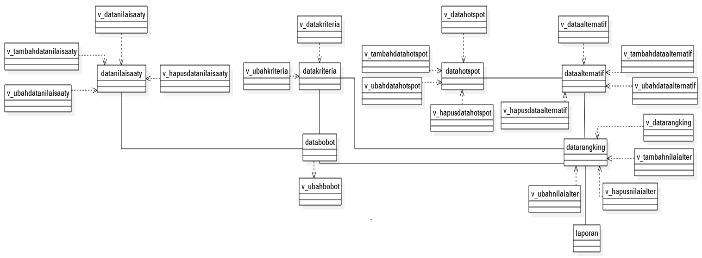 v_datanilaisaaty
v_datakriteria
v_datahotspot
v_dataalternatif
v_tambahdatanilaisaaty
v_tambahdatahotspot
v_tambahdataalternatif
datanilaisaaty
v_hapusdatanilaisaaty
v_ubahkriteria
datakriteria
datahotspot
dataalternatif
v_ubahdatanilaisaaty
v_ubahdatahotspot
v_ubahdataalternatif
v_hapusdatahotspot
v_hapusdataalternatif
v_datarangking
databobot
datarangking
v_tambahnilaialter
v_ubahbobot
v_ubahnilaialter
v_hapusnilaialter
laporan